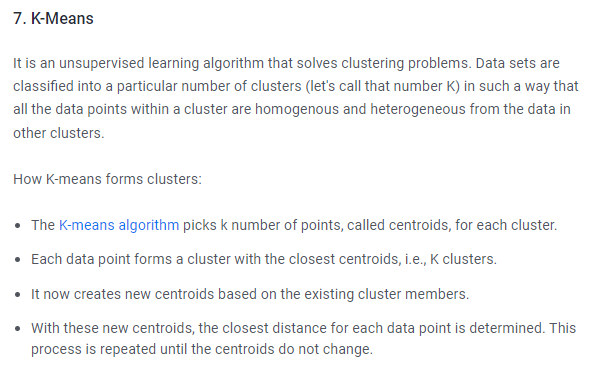 7. K-Means
It is an unsupervised learning algorithm that solves clustering problems. Data sets are
classified into a particular number of clusters (let's call that number K) in such a way that
all the data points within a cluster are homogenous and heterogeneous from the data in
other clusters.
How K-means forms clusters:
• The K-means algorithm picks k number of points, called centroids, for each cluster.
• Each data point forms a cluster with the closest centroids, i.e., K clusters.
• It now creates new centroids based on the existing cluster members.
• With these new centroids, the closest distance for each data point is determined. This
process is repeated until the centroids do not change.